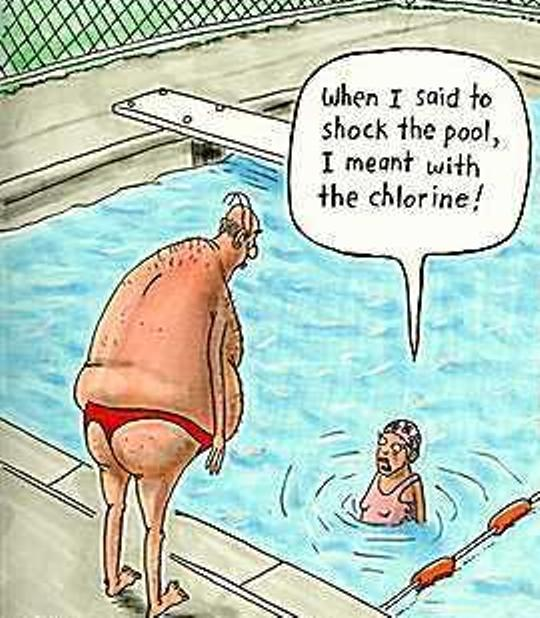 When I said to
shock the pool,
I meant with
the chlorine!